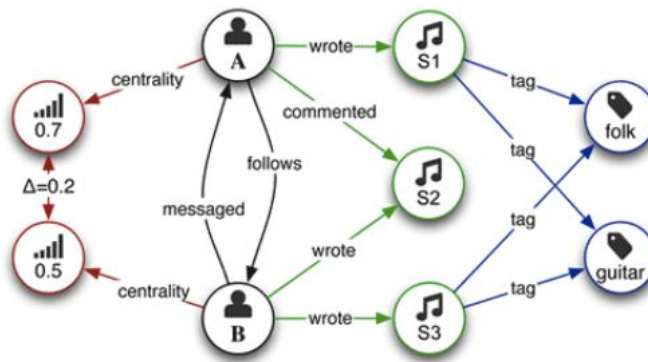 A
wrote
S1
centrality
tag
0.7
commented
folk
tag
Δ=0.2
follows
S2
messaged
tag
0.5
wrote
guitar
centrality
tag
B
wrote
S3